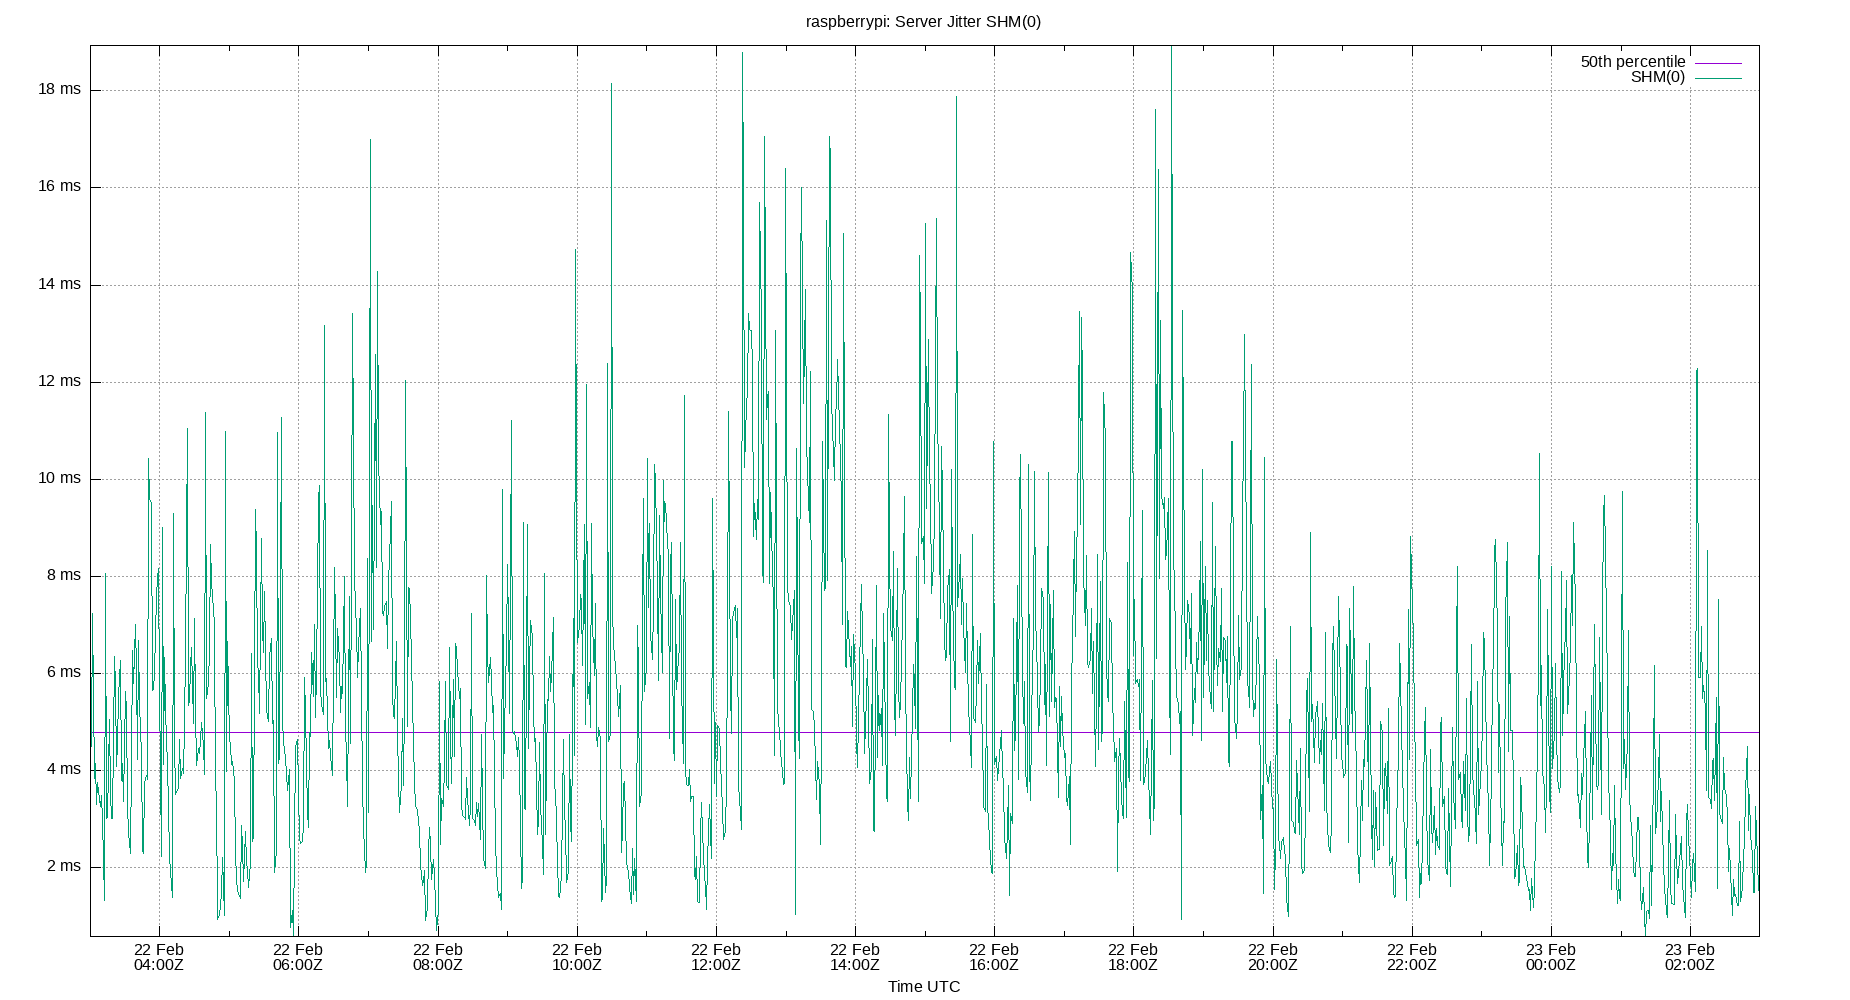 raspberrypi: Server Jitter SHM(0)
50th percentile
SHM(0)
18 ms
16 ms
14 ms
12 ms
10 ms
8 ms
6 ms
4 ms
2 ms
22 Feb 22 Feb 22 Feb 22 Feb 22 Feb 22 Feb 22 Feb 22 Feb 22 Feb 22 Feb 23 Feb 23 Feb
04:00Z 06:00Z 08:00Z 10:00Z 12:00Z 14:00Z 16:00Z 18:00Z 20:00Z 22:00Z 00:00Z 02:00Z
Time UTC